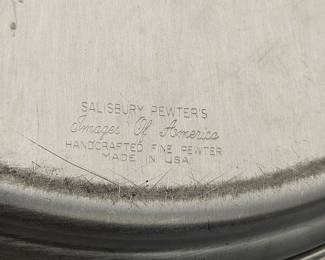 SALISBURY PEWTER'S
Images Of America
HANDCRAFTED FINE PEWTER
MADE IN USA